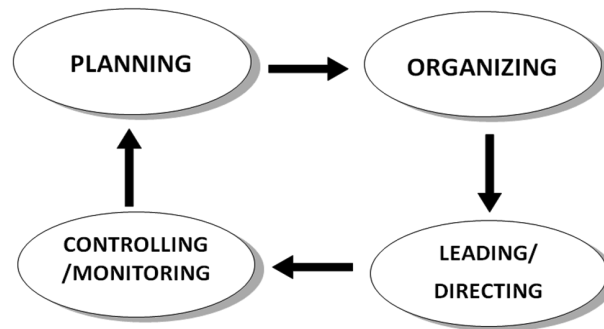 PLANNING
ORGANIZING
LEADING/
DIRECTING
CONTROLLING
/MONITORING